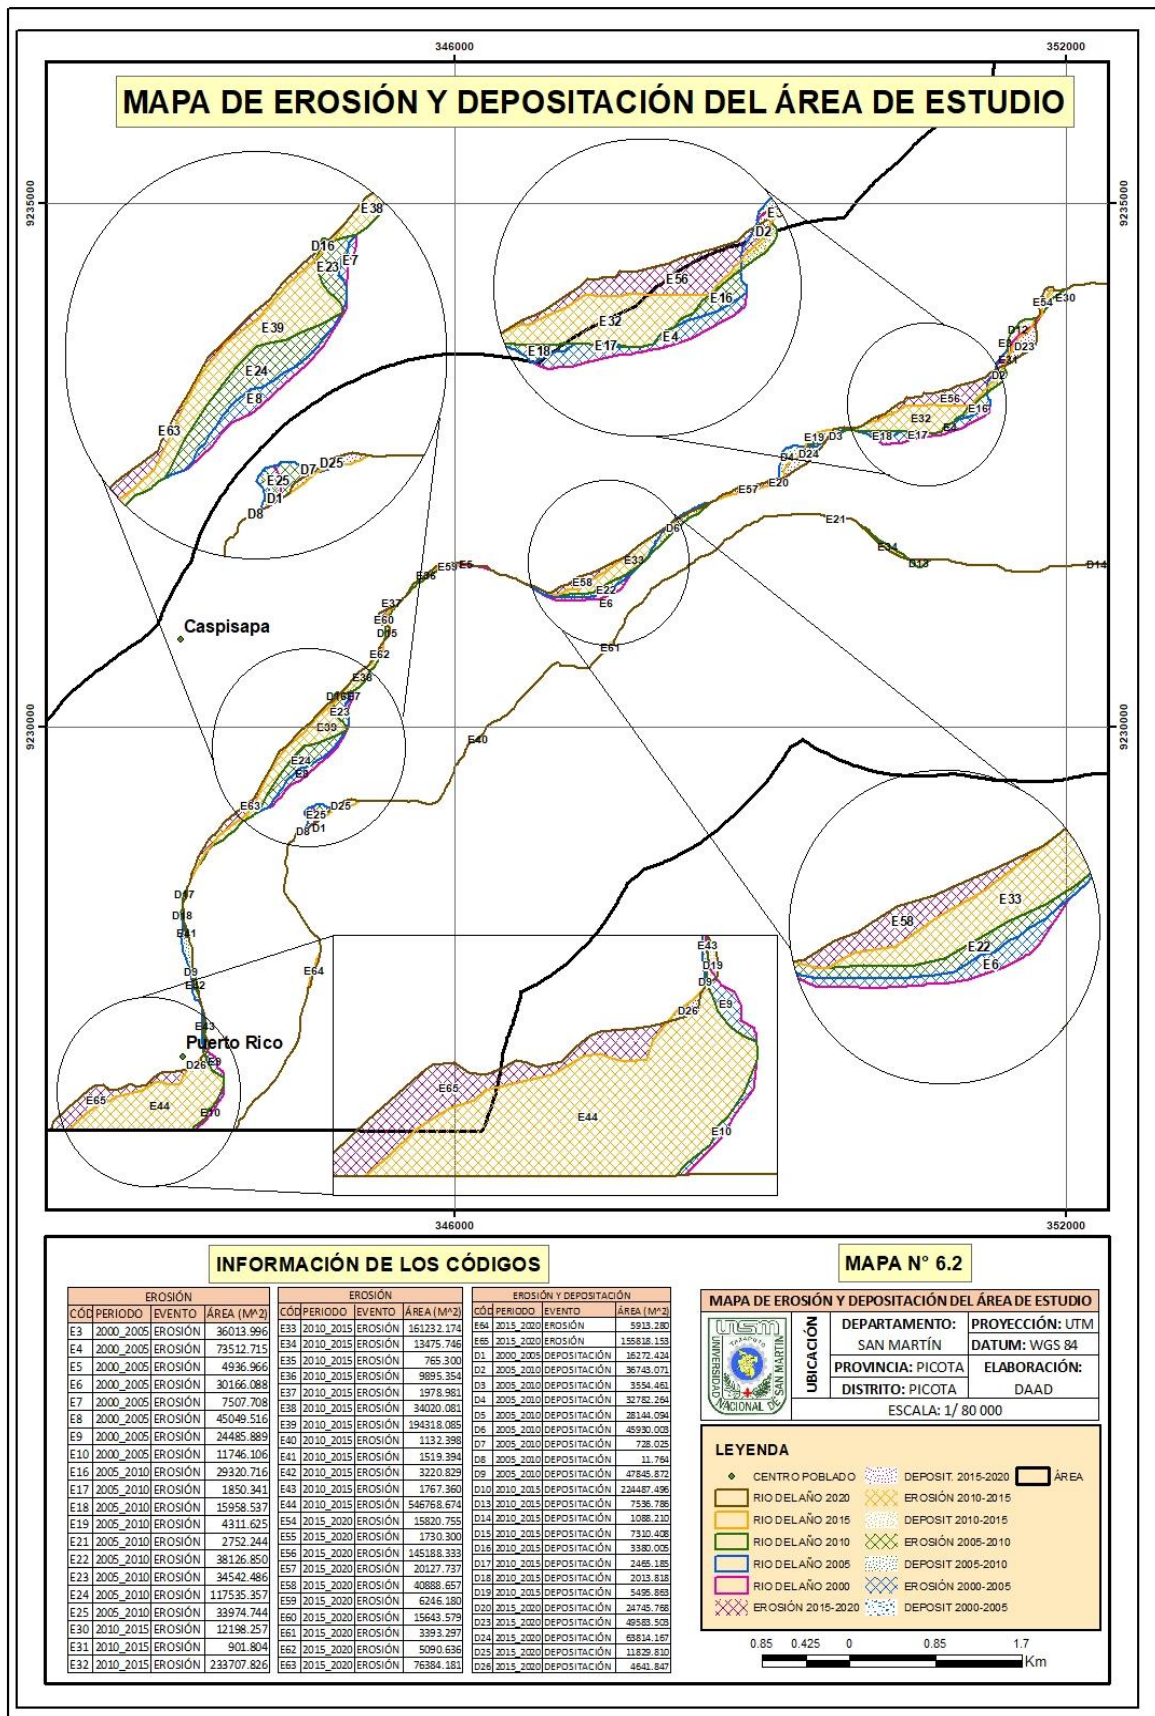 346000
352000
MAPA DE EROSIÓN Y DEPOSITACIÓN DEL ÁREA DE ESTUDIO
9235000
9235000
E38
D16
E7
E23
E39
E24
E8
E63
D2
E56
E16
E32
E4
E17
E18
E54
E30
D12
D23
E31
D2
E56
E16
E32
E4
E18
E17
E19
D3
D4
D24
E20
E57
D25
D7
E25
D1
D8
E21
E34
D13
D14
D6
E33
E58
E22
E6
E5
E37
E60
D15
E62
E61
Caspisapa
9230000
9230000
E23
E39
E24
E8
E63
E40
D25
E25
D8
D1
D17
D18
E41
D9
E42
E64
E43
Puerto Rico
D26
E9
E65
E44
E10
E43
D19
D9
E9
D26
E65
E44
E10
E33
E58
E22
E6
346000
352000
INFORMACIÓN DE LOS CÓDIGOS
EROSIÓN
CÓD PERIODO EVENTO ÁREA (M^2)
E3 2000_2005 EROSIÓN 36013.996
E4 2000_2005 EROSIÓN 73512.715
E5 2000_2005 EROSIÓN 4936.966
E6 2000_2005 EROSIÓN 30166.088
E7 2000_2005 EROSIÓN 7507.708
E8 2000_2005 EROSIÓN 45049.516
E9 2000_2005 EROSIÓN 24485.889
E10 2000_2005 EROSIÓN 11746.106
E16 2005_2010 EROSIÓN 29320.716
E17 2005_2010 EROSIÓN 1850.341
E18 2005_2010 EROSIÓN 15958.537
E19 2005_2010 EROSIÓN 4311.625
E21 2005_2010 EROSIÓN 2752.244
E22 2005_2010 EROSIÓN 38126.850
E23 2005_2010 EROSIÓN 34542.486
E24 2005_2010 EROSIÓN 117535.357
E25 2005_2010 EROSIÓN 33974.744
E30 2010_2015 EROSIÓN 12198.257
E31 2010_2015 EROSIÓN 901.804
E32 2010_2015 EROSIÓN 233707.826
EROSIÓN
CÓD PERIODO EVENTO ÁREA (M^2)
E33 2010_2015 EROSIÓN 161232.174
E34 2010_2015 EROSIÓN 13475.746
E35 2010_2015 EROSIÓN 765.300
E36 2010_2015 EROSIÓN 9895.354
E37 2010_2015 EROSIÓN 1978.981
E38 2010_2015 EROSIÓN 34020.081
E39 2010_2015 EROSIÓN 194318.085
E40 2010_2015 EROSIÓN 1132.398
E41 2010_2015 EROSIÓN 1519.394
E42 2010_2015 EROSIÓN 3220.829
E43 2010_2015 EROSIÓN 1767.360
E44 2010_2015 EROSIÓN 546768.674
E54 2015_2020 EROSIÓN 15820.755
E55 2015_2020 EROSIÓN 1730.300
E56 2015_2020 EROSIÓN 145188.333
E57 2015_2020 EROSIÓN 20127.737
E58 2015_2020 EROSIÓN 40888.657
E59 2015_2020 EROSIÓN 6246.180
E60 2015_2020 EROSIÓN 15643.579
E61 2015_2020 EROSIÓN 3393.297
E62 2015_2020 EROSIÓN 5090.636
E63 2015_2020 EROSIÓN 76384.181
EROSIÓN Y DEPOSITACIÓN
CÓD PERIODO EVENTO ÁREA (M^2)
E64 2015_2020 EROSIÓN 5913.280
E65 2015_2020 EROSIÓN 155818.153
D1 2000_2005 DEPOSITACIÓN 16272.424
D2 2005_2010 DEPOSITACIÓN 36743.071
D3 2005_2010 DEPOSITACIÓN 3554.461
D4 2005_2010 DEPOSITACIÓN 32782.264
D5 2005_2010 DEPOSITACIÓN 28144.094
D6 2005_2010 DEPOSITACIÓN 45930.003
D7 2005_2010 DEPOSITACIÓN 728.025
D8 2005_2010 DEPOSITACIÓN 11.764
D9 2005_2010 DEPOSITACIÓN 47845.872
D10 2005_2010 DEPOSITACIÓN 224487.496
D13 2010_2015 DEPOSITACIÓN 7536.786
D14 2010_2015 DEPOSITACIÓN 1088.210
D15 2010_2015 DEPOSITACIÓN 7310.408
D16 2010_2015 DEPOSITACIÓN 3380.005
D17 2010_2015 DEPOSITACIÓN 2465.185
D18 2010_2015 DEPOSITACIÓN 2013.818
D19 2010_2015 DEPOSITACIÓN 5495.863
D20 2015_2020 DEPOSITACIÓN 24745.768
D23 2015_2020 DEPOSITACIÓN 49583.503
D24 2015_2020 DEPOSITACIÓN 63814.167
D25 2015_2020 DEPOSITACIÓN 11829.810
D26 2015_2020 DEPOSITACIÓN 4641.847
MAPA N° 6.2
MAPA DE EROSIÓN Y DEPOSITACIÓN DEL ÁREA DE ESTUDIO
UNSM
TARAPOTO
UNIVERSIDAD NACIONAL DE SAN MARTIN
UBICACIÓN
DEPARTAMENTO: SAN MARTÍN
PROYECCIÓN: UTM
DATUM: WGS 84
PROVINCIA: PICOTA
ELABORACIÓN: DAAD
DISTRITO: PICOTA
ESCALA: 1/ 80 000
LEYENDA
CENTRO POBLADO
DEPOSIT. 2015-2020
ÁREA
RIO DEL AÑO 2020
EROSIÓN 2010-2015
RIO DEL AÑO 2015
DEPOSIT 2010-2015
RIO DEL AÑO 2010
EROSIÓN 2005-2010
RIO DEL AÑO 2005
DEPOSIT 2005-2010
RIO DEL AÑO 2000
EROSIÓN 2000-2005
EROSIÓN 2015-2020
DEPOSIT 2000-2005
0.85 0.425 0 0.85 1.7
Km